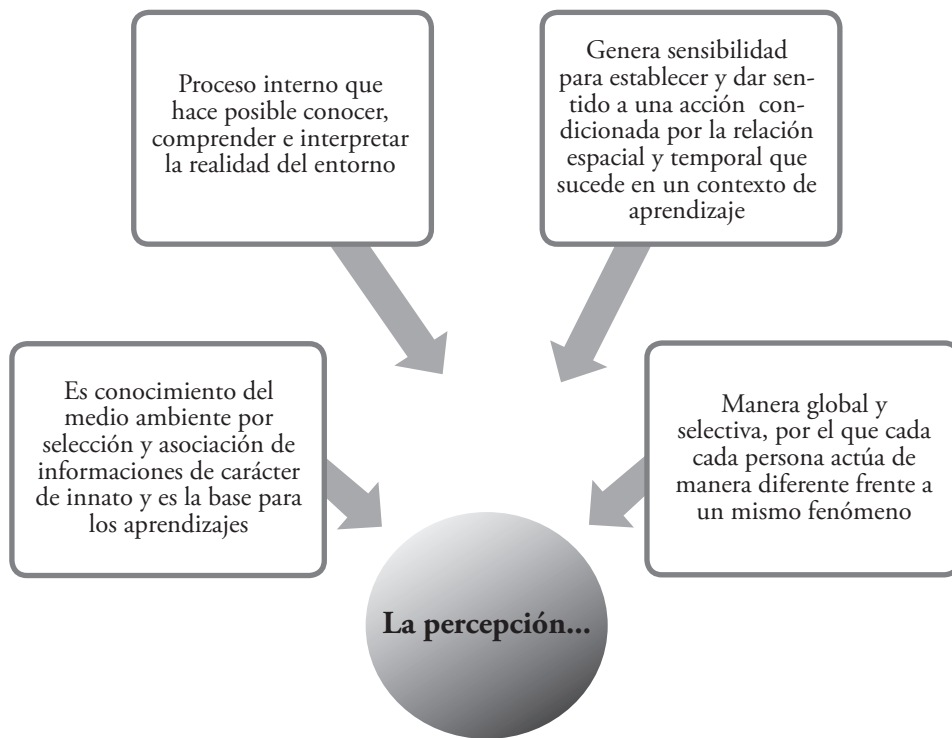 Proceso interno que
hace posible conocer,
comprender e interpretar
la realidad del entorno
Genera sensibilidad
para establecer y dar sen-
tido a una acción  con-
dicionada por la relación
espacial y temporal que
sucede en un contexto de
aprendizaje
Es conocimiento del
medio ambiente por
selección y asociación de
informaciones de carácter
de innato y es la base para
los aprendizajes
Manera global y
selectiva, por el que cada
cada persona actúa de
manera diferente frente a
un mismo fenómeno
La percepción...